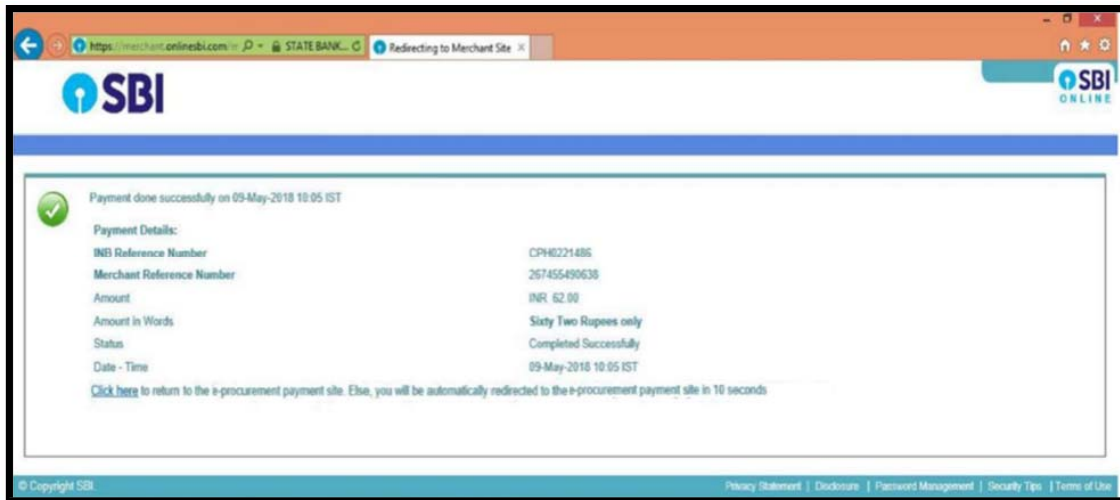 https://merchant.onlinesbi.com/ STATE BANK... Redirecting to Merchant Site
SBI
SBI
ONLINE
Payment done successfully on 09-May-2018 10:05 IST
Payment Details:
INB Reference Number CPH0221486
Merchant Reference Number 267455490638
Amount INR 62.00
Amount in Words Sixty Two Rupees only
Status Completed Successfully
Date - Time 09-May-2018 10:05 IST
Click here to return to the e-procurement payment site. Else, you will be automatically redirected to the e-procurement payment site in 10 seconds
© Copyright SBI. Privacy Statement | Disclosure | Password Management | Security Tips | Terms of Use